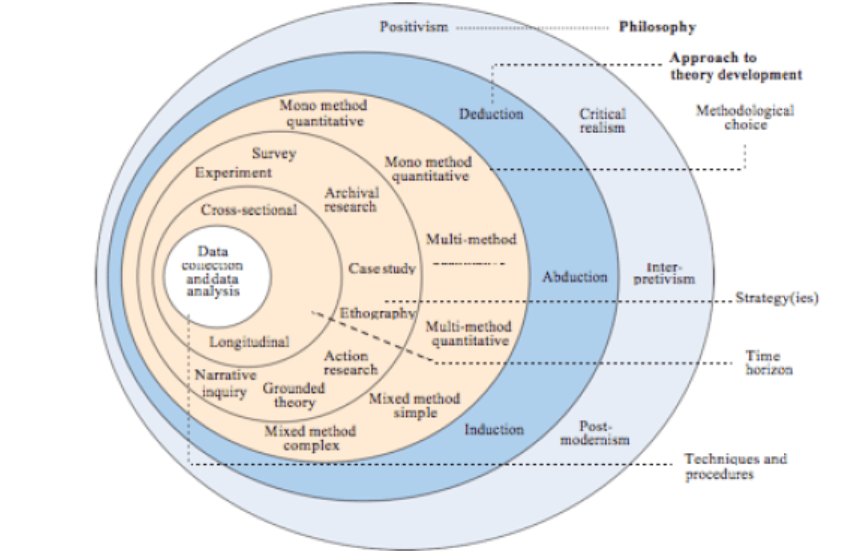 Positivism
Philosophy
Approach to
theory development
Mono method
quantitative
Deduction
Critical
realism
Methodological
choice
Survey
Experiment
Mono method
quantitative
Archival
research
Cross-sectional
Multi-method
Data
collection
and data
analysis
Case study
Abduction
Inter-
pretivism
Strategy(ies)
Ethography
Multi-method
quantitative
Longitudinal
Action
research
Time
horizon
Narrative
inquiry
Grounded
theory
Mixed method
simple
Mixed method
complex
Induction
Post-
modernism
Techniques and
procedures